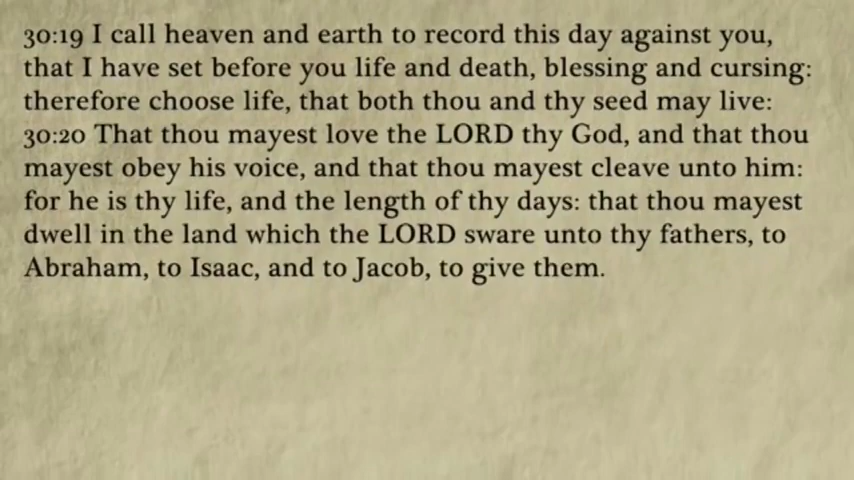 30:19 I call heaven and earth to record this day against you,
that I have set before you life and death, blessing and cursing:
therefore choose life, that both thou and thy seed may live:
30:20 That thou mayest love the LORD thy God, and that thou
mayest obey his voice, and that thou mayest cleave unto him:
for he is thy life, and the length of thy days: that thou mayest
dwell in the land which the LORD sware unto thy fathers, to
Abraham, to Isaac, and to Jacob, to give them.